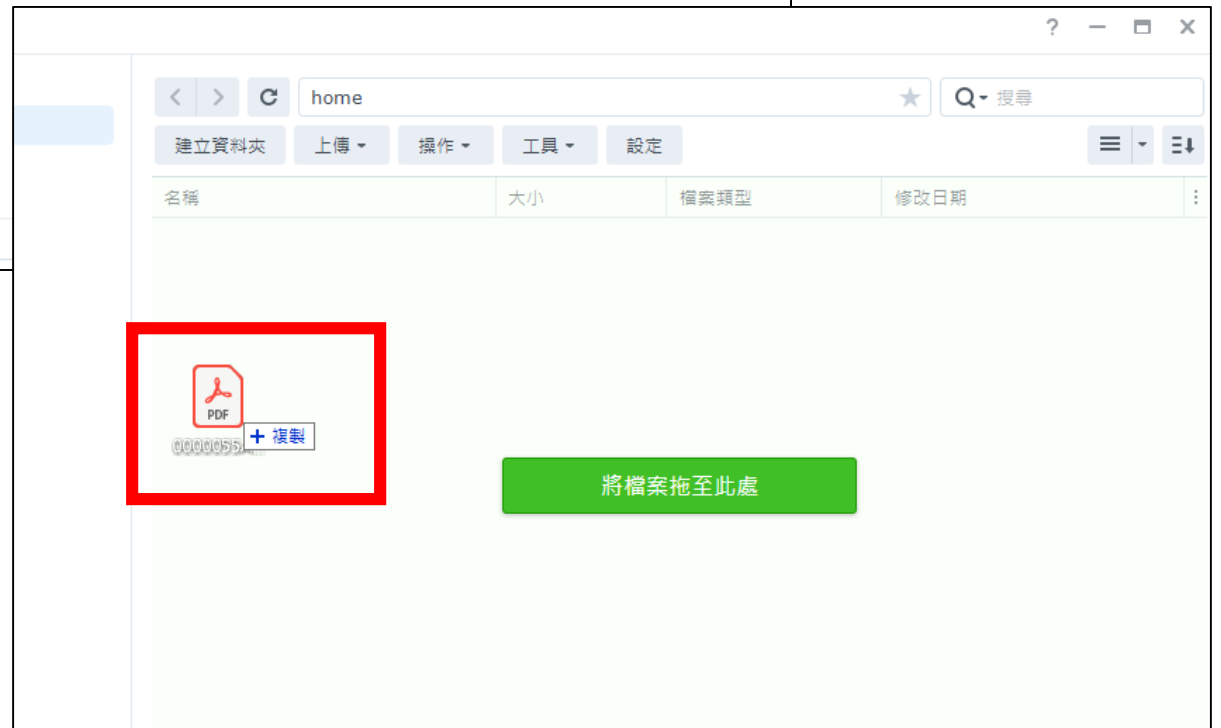 home
搜尋
建立資料夾 上傳 操作 工具 設定
名稱 大小 檔案類型 修改日期
PDF
+ 複製
將檔案拖至此處